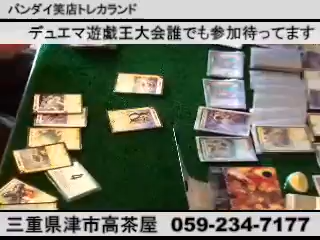 バンダイ笑店トレカランド
デュエマ遊戯王大会誰でも参加待ってます
三重県津市高茶屋 059-234-7177